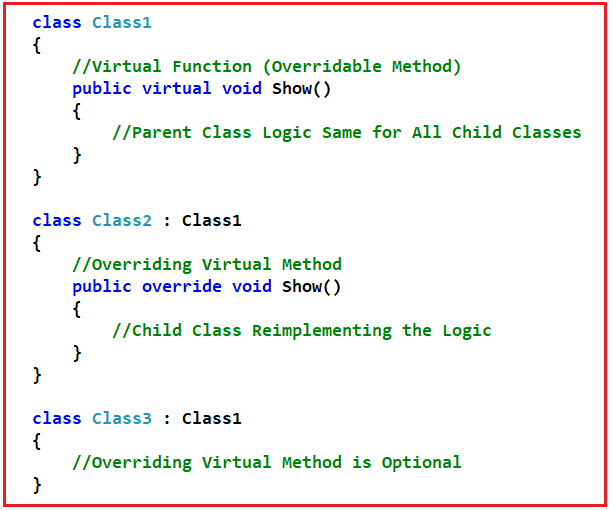 class Class1
{
    //Virtual Function (Overridable Method)
    public virtual void Show()
    {
        //Parent Class Logic Same for All Child Classes
    }
}

class Class2 : Class1
{
    //Overriding Virtual Method
    public override void Show()
    {
        //Child Class Reimplementing the Logic
    }
}

class Class3 : Class1
{
    //Overriding Virtual Method is Optional
}